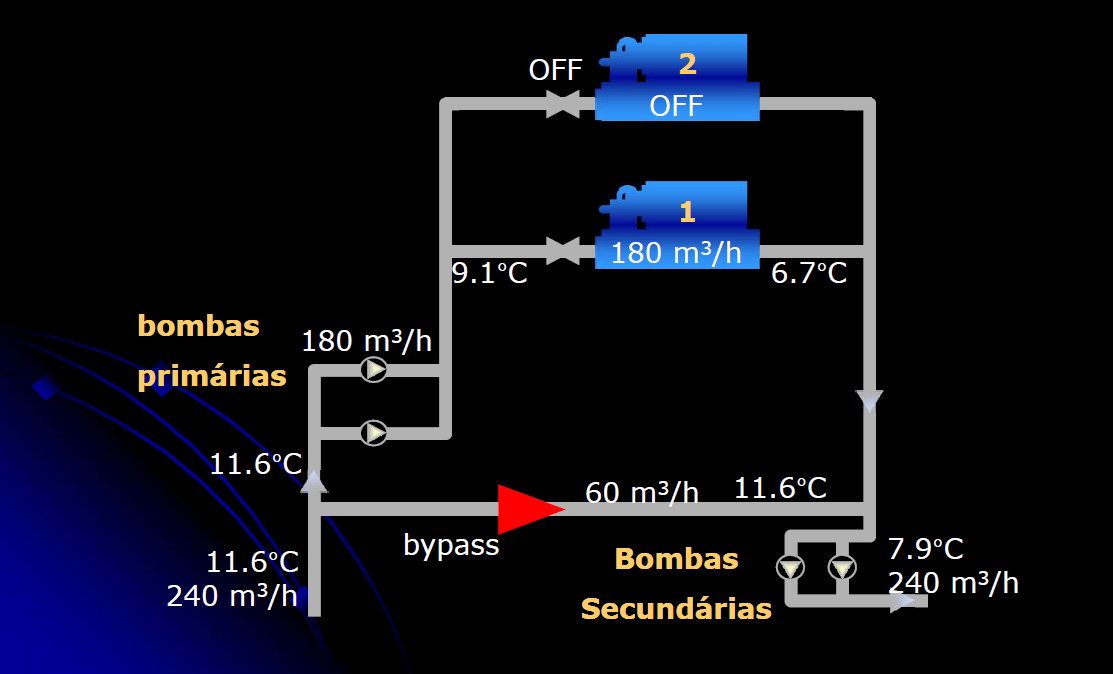 OFF
2
OFF
1
180 m³/h
9.1°C
6.7°C
bombas
primárias
180 m³/h
11.6°C
60 m³/h
11.6°C
bypass
11.6°C
240 m³/h
Bombas
Secundárias
7.9°C
240 m³/h